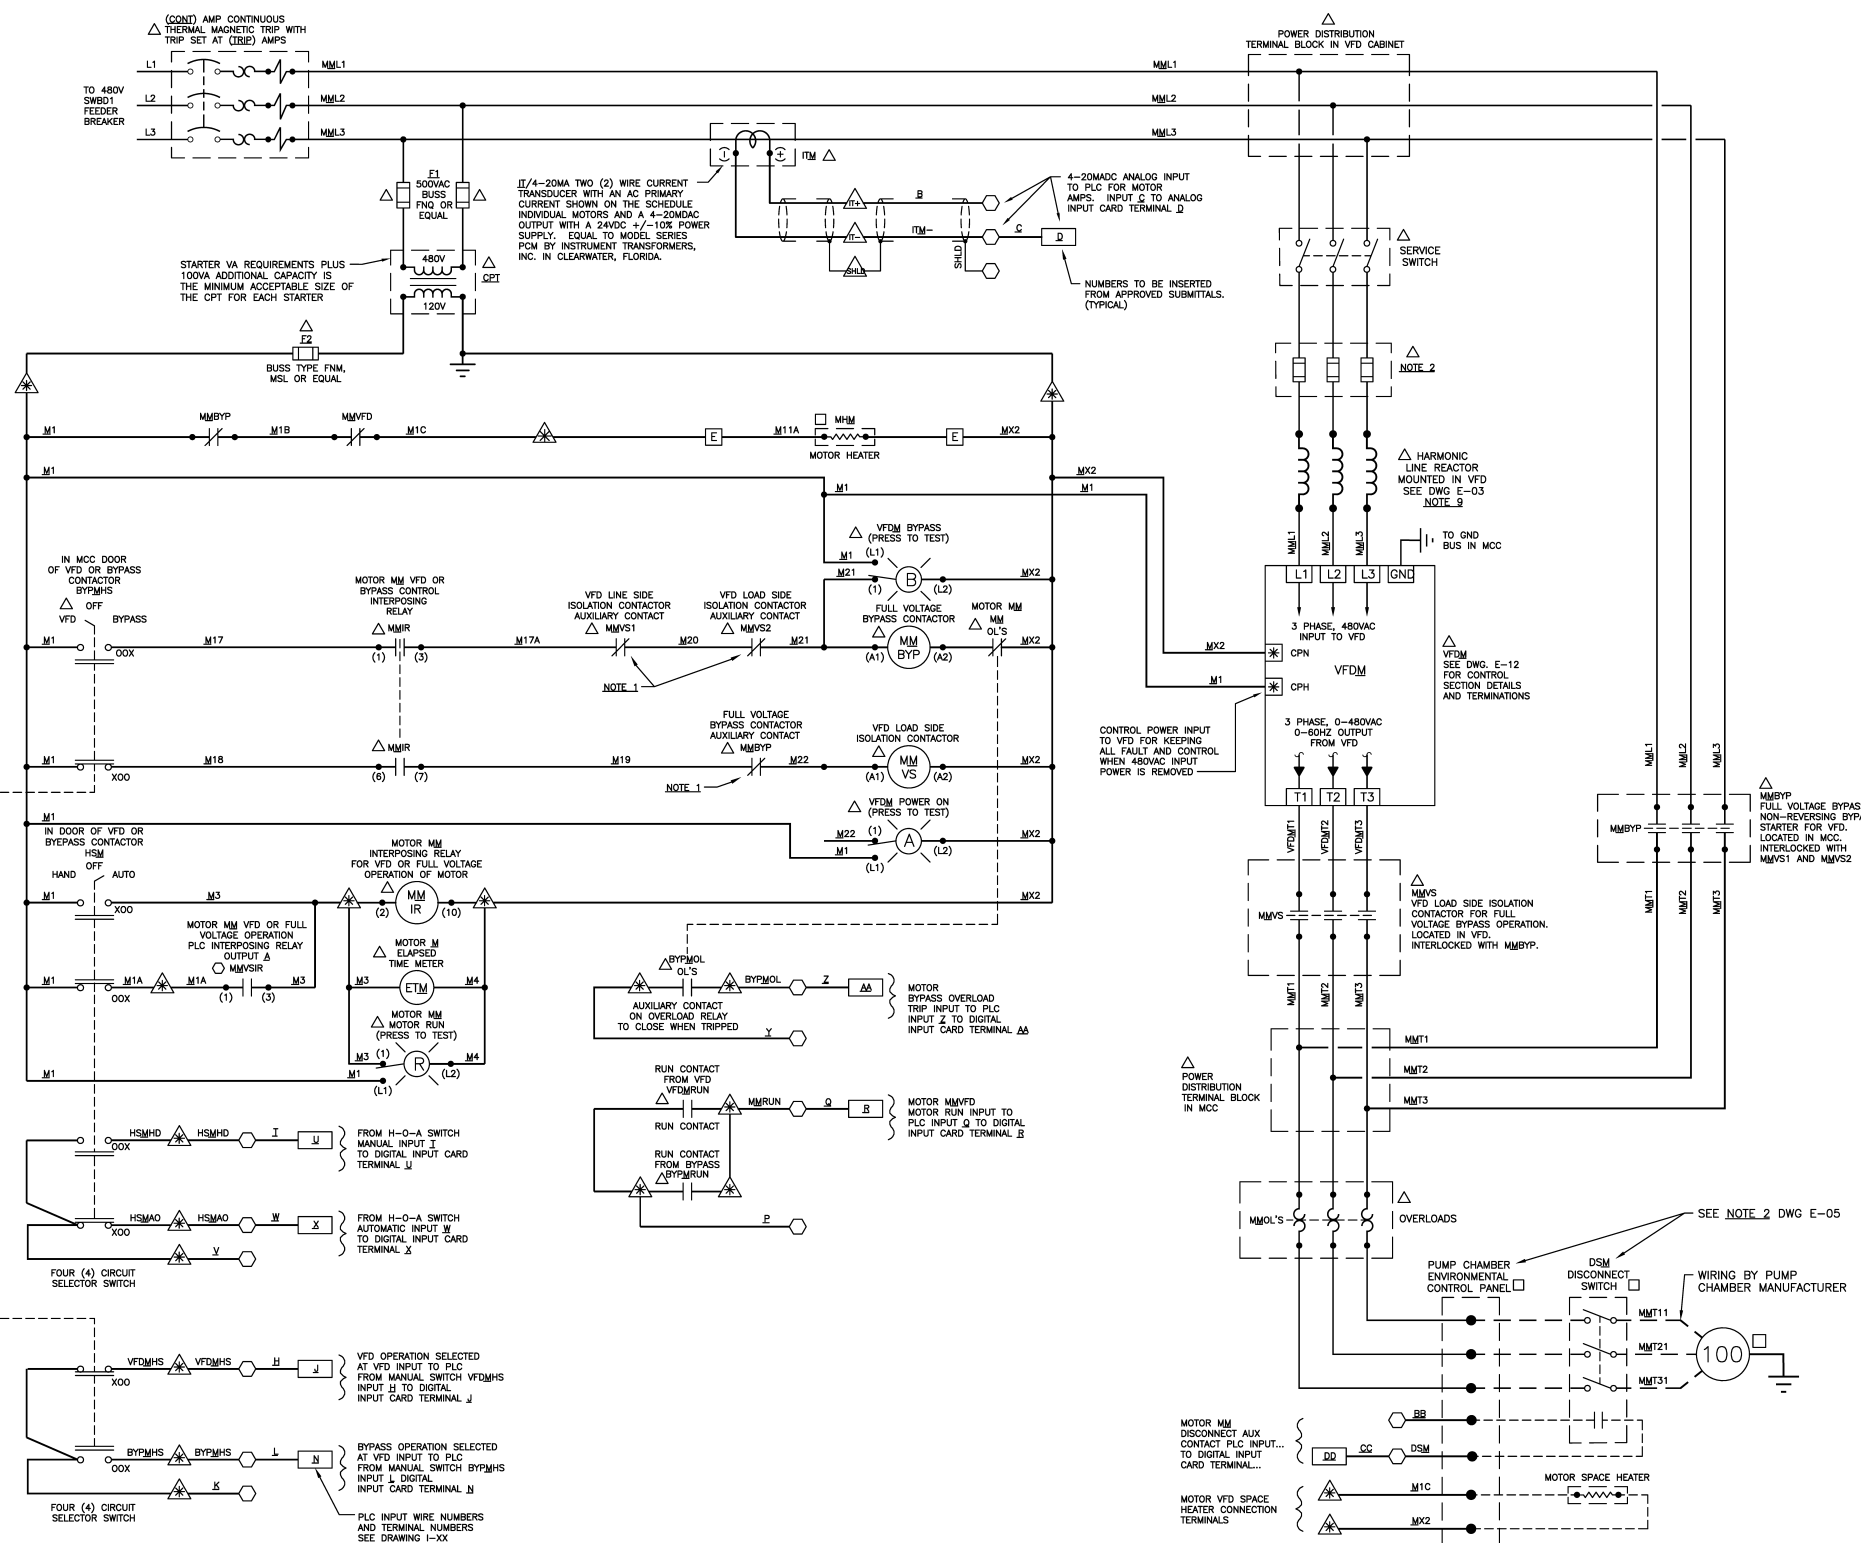 (CONT) AMP CONTINUOUS
THERMAL MAGNETIC TRIP WITH
TRIP SET AT (TRIP) AMPS
TO 480V
SWBD1
FEEDER
BREAKER
L1
L2
L3
MML1
MML2
MML3
MML1
MML2
MML3
POWER DISTRIBUTION
TERMINAL BLOCK IN VFD CABINET
F1
500VAC
BUSS
FNQ OR
EQUAL
480V
120V
CPT
STARTER VA REQUIREMENTS PLUS
100VA ADDITIONAL CAPACITY IS
THE MINIMUM ACCEPTABLE SIZE OF
THE CPT FOR EACH STARTER
IT/4-20MA TWO (2) WIRE CURRENT
TRANSDUCER WITH AN AC PRIMARY
CURRENT SHOWN ON THE SCHEDULE
INDIVIDUAL MOTORS AND A 4-20MDAC
OUTPUT WITH A 24VDC +/-10% POWER
SUPPLY. EQUAL TO MODEL SERIES
PCM BY INSTRUMENT TRANSFORMERS,
INC. IN CLEARWATER, FLORIDA.
(-) (+) ITM
IT+
B
IT-
ITM-
C
D
SHLD
SHLD
4-20MADC ANALOG INPUT
TO PLC FOR MOTOR
AMPS. INPUT C TO ANALOG
INPUT CARD TERMINAL D
NUMBERS TO BE INSERTED
FROM APPROVED SUBMITTALS.
(TYPICAL)
SERVICE
SWITCH
NOTE 2
HARMONIC
LINE REACTOR
MOUNTED IN VFD
SEE DWG E-03
NOTE 9
F2
BUSS TYPE FNM,
MSL OR EQUAL
M1
MMBYP
M1B
MMVFD
M1C
E
M11A
MHM
MOTOR HEATER
E
MX2
M1
M1
MX2
M1
VFDM BYPASS
(PRESS TO TEST)
M1 (L1)
M21
(1)
B
(L2)
MX2
IN MCC DOOR
OF VFD OR BYPASS
CONTACTOR
BYPMHS
OFF
VFD
BYPASS
M1
OOX
M17
MOTOR MM VFD OR
BYPASS CONTROL
INTERPOSING
RELAY
MMIR
(1) (3)
M17A
VFD LINE SIDE
ISOLATION CONTACTOR
AUXILIARY CONTACT
MMVS1
M20
VFD LOAD SIDE
ISOLATION CONTACTOR
AUXILIARY CONTACT
MMVS2
M21
NOTE 1
FULL VOLTAGE
BYPASS CONTACTOR
MM
BYP
(A1) (A2)
MOTOR MM
MM
OL'S
MX2
M1
XOO
M18
MMIR
(6) (7)
M19
FULL VOLTAGE
BYPASS CONTACTOR
AUXILIARY CONTACT
MMBYP
M22
NOTE 1
VFD LOAD SIDE
ISOLATION CONTACTOR
MM
VS
(A1) (A2)
MX2
VFDM POWER ON
(PRESS TO TEST)
M22 (1)
A
(L2)
MX2
M1
(L1)
M1
IN DOOR OF VFD OR
BYPASS CONTACTOR
HSM
OFF
HAND
AUTO
M1
XOO
M3
MOTOR MM
INTERPOSING RELAY
FOR VFD OR FULL VOLTAGE
OPERATION OF MOTOR
MM
IR
(2) (10)
MX2
MOTOR MM VFD OR FULL
VOLTAGE OPERATION
PLC INTERPOSING RELAY
OUTPUT A
MMVSIR
M1
OOX
M1A
M1A
(1) (3)
M3
MOTOR M
ELAPSED
TIME METER
M3
ETM
M4
MOTOR MM
MOTOR RUN
(PRESS TO TEST)
M3 (1)
R
(L2)
M4
M1
M1
(L1)
BYPMOL
OL'S
BYPMOL
Z
AA
AUXILIARY CONTACT
ON OVERLOAD RELAY
TO CLOSE WHEN TRIPPED
Y
MOTOR
BYPASS OVERLOAD
TRIP INPUT TO PLC
INPUT Z TO DIGITAL
INPUT CARD TERMINAL AA
RUN CONTACT
FROM VFD
VFDMRUN
RUN CONTACT
MMRUN
Q
R
MOTOR MMVFD
MOTOR RUN INPUT TO
PLC INPUT Q TO DIGITAL
INPUT CARD TERMINAL R
RUN CONTACT
FROM BYPASS
BYPMRUN
P
OOX
HSMHD
HSMHD
T
U
FROM H-O-A SWITCH
MANUAL INPUT T
TO DIGITAL INPUT CARD
TERMINAL U
XOO
HSMAO
HSMAO
W
X
FROM H-O-A SWITCH
AUTOMATIC INPUT W
TO DIGITAL INPUT CARD
TERMINAL X
V
FOUR (4) CIRCUIT
SELECTOR SWITCH
XOO
VFDMHS
VFDMHS
H
J
VFD OPERATION SELECTED
AT VFD INPUT TO PLC
FROM MANUAL SWITCH VFDMHS
INPUT H TO DIGITAL
INPUT CARD TERMINAL J
OOX
BYPMHS
BYPMHS
L
N
BYPASS OPERATION SELECTED
AT VFD INPUT TO PLC
FROM MANUAL SWITCH BYPMHS
INPUT L DIGITAL
INPUT CARD TERMINAL N
K
FOUR (4) CIRCUIT
SELECTOR SWITCH
PLC INPUT WIRE NUMBERS
AND TERMINAL NUMBERS
SEE DRAWING I-XX
MML1
MML2
MML3
TO GND
BUS IN MCC
L1 L2 L3 GND
3 PHASE, 480VAC
INPUT TO VFD
MX2
CPN
VFDM
M1
CPH
VFDM
SEE DWG. E-12
FOR CONTROL
SECTION DETAILS
AND TERMINATIONS
CONTROL POWER INPUT
TO VFD FOR KEEPING
ALL FAULT AND CONTROL
WHEN 480VAC INPUT
POWER IS REMOVED
3 PHASE, 0-480VAC
0-60HZ OUTPUT
FROM VFD
T1 T2 T3
VFDMT1
VFDMT2
VFDMT3
MML1
MML2
MML3
MMBYP
MMBYP
FULL VOLTAGE BYPAS
NON-REVERSING BYPA
STARTER FOR VFD.
LOCATED IN MCC.
INTERLOCKED WITH
MMVS1 AND MMVS2
MMT1
MMT2
MMT3
MMVS
MMVS
VFD LOAD SIDE ISOLATION
CONTACTOR FOR FULL
VOLTAGE BYPASS OPERATION.
LOCATED IN VFD.
INTERLOCKED WITH MMBYP.
MMT1
MMT2
MMT3
MMT1
MMT2
MMT3
POWER
DISTRIBUTION
TERMINAL BLOCK
IN MCC
MMOL'S
OVERLOADS
SEE NOTE 2 DWG E-05
PUMP CHAMBER
ENVIRONMENTAL
CONTROL PANEL
DSM
DISCONNECT
SWITCH
WIRING BY PUMP
CHAMBER MANUFACTURER
MMT11
MMT21
MMT31
100
MOTOR MM
DISCONNECT AUX
CONTACT PLC INPUT...
TO DIGITAL INPUT
CARD TERMINAL...
BB
DD
CC
DSM
MOTOR VFD SPACE
HEATER CONNECTION
TERMINALS
M1C
MX2
MOTOR SPACE HEATER